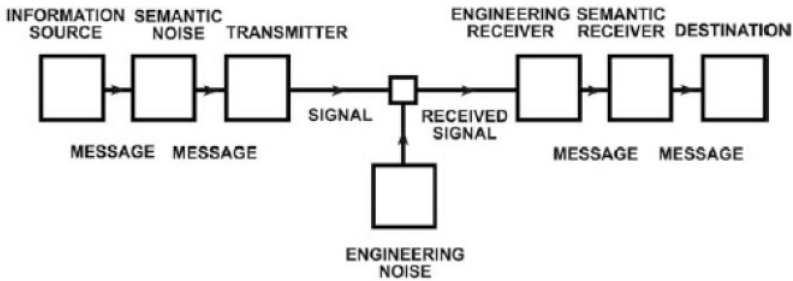 INFORMATION
SOURCE
SEMANTIC
NOISE
TRANSMITTER
ENGINEERING
RECEIVER
SEMANTIC
RECEIVER
DESTINATION
SIGNAL
RECEIVED
SIGNAL
MESSAGE
MESSAGE
MESSAGE
MESSAGE
ENGINEERING
NOISE